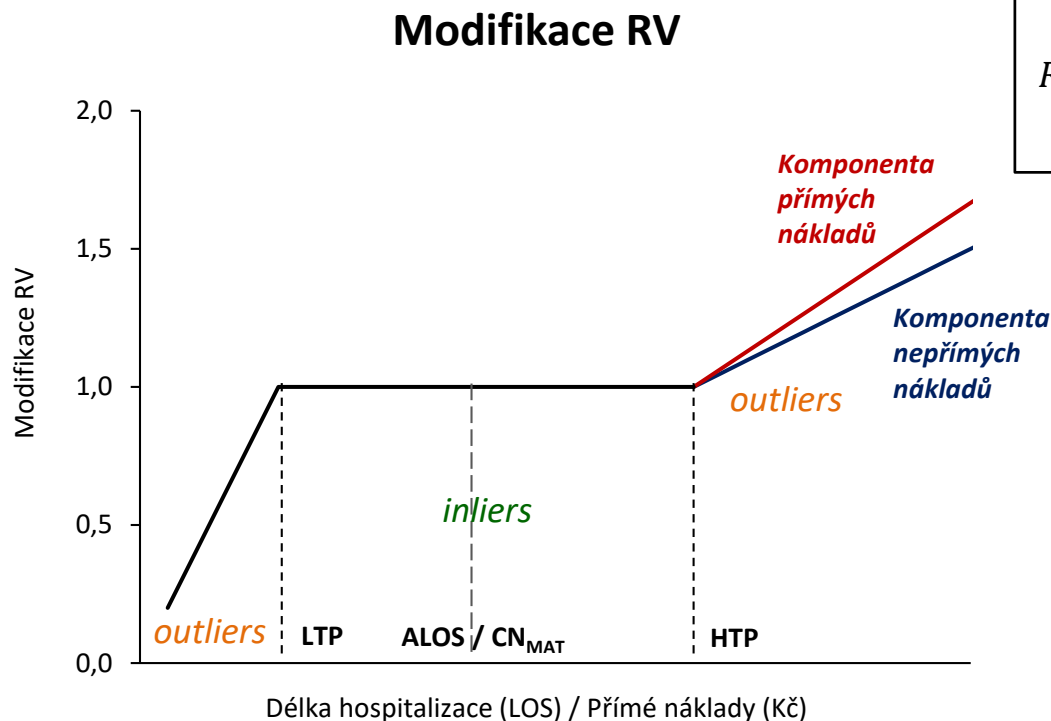 Modifikace RV
R
2,0
Komponenta
přímých
nákladů
1,5
Modifikace RV
Komponenta
nepřímých
nákladů
1,0
outliers
inliers
0,5
outliers
LTP
ALOS / CNMAT
HTP
0,0
Délka hospitalizace (LOS) / Přímé náklady (Kč)